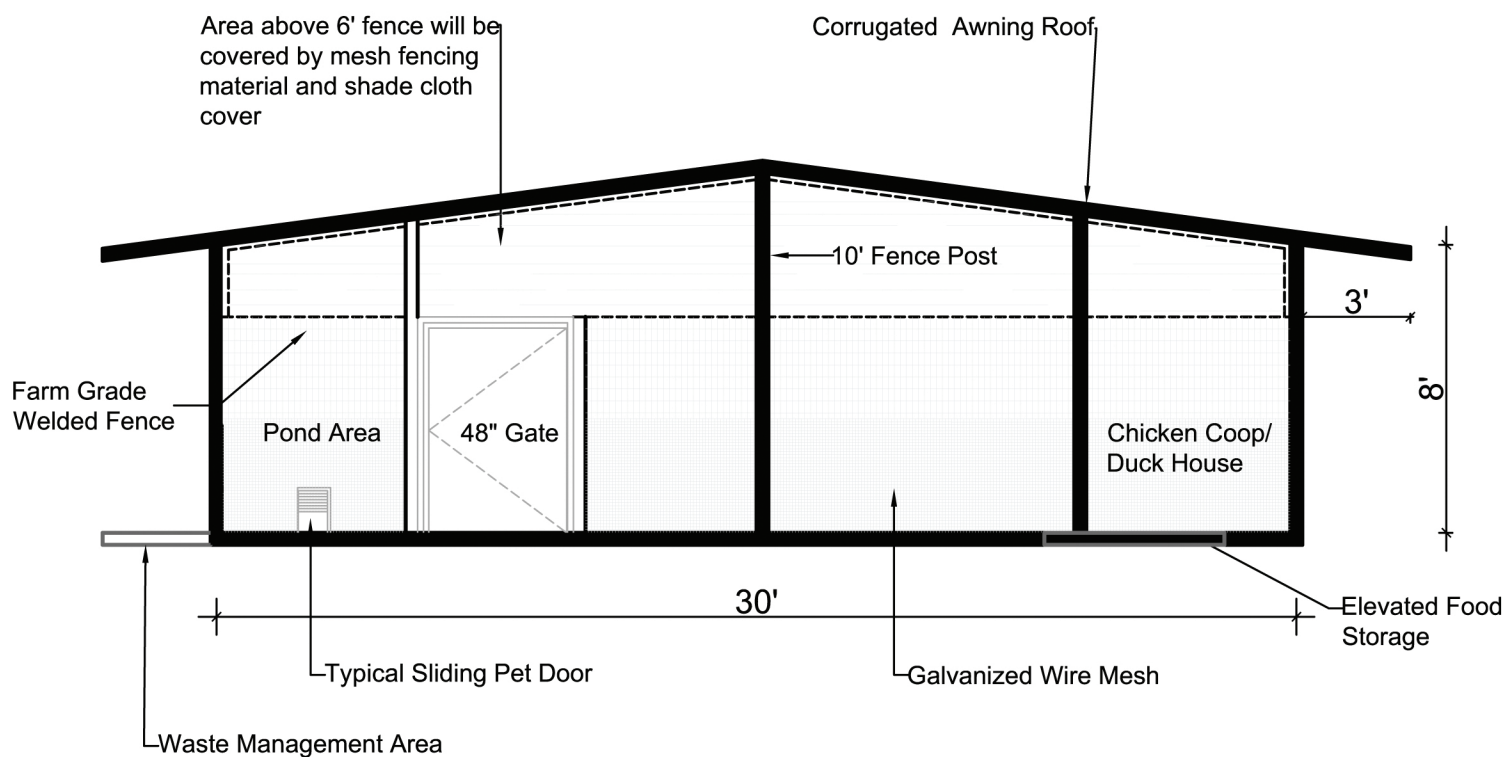 Area above 6' fence will be
covered by mesh fencing
material and shade cloth
cover
Corrugated Awning Roof
10' Fence Post
3'
8'
Farm Grade
Welded Fence
Pond Area
48" Gate
Chicken Coop/
Duck House
30'
Elevated Food
Storage
Typical Sliding Pet Door
Galvanized Wire Mesh
Waste Management Area